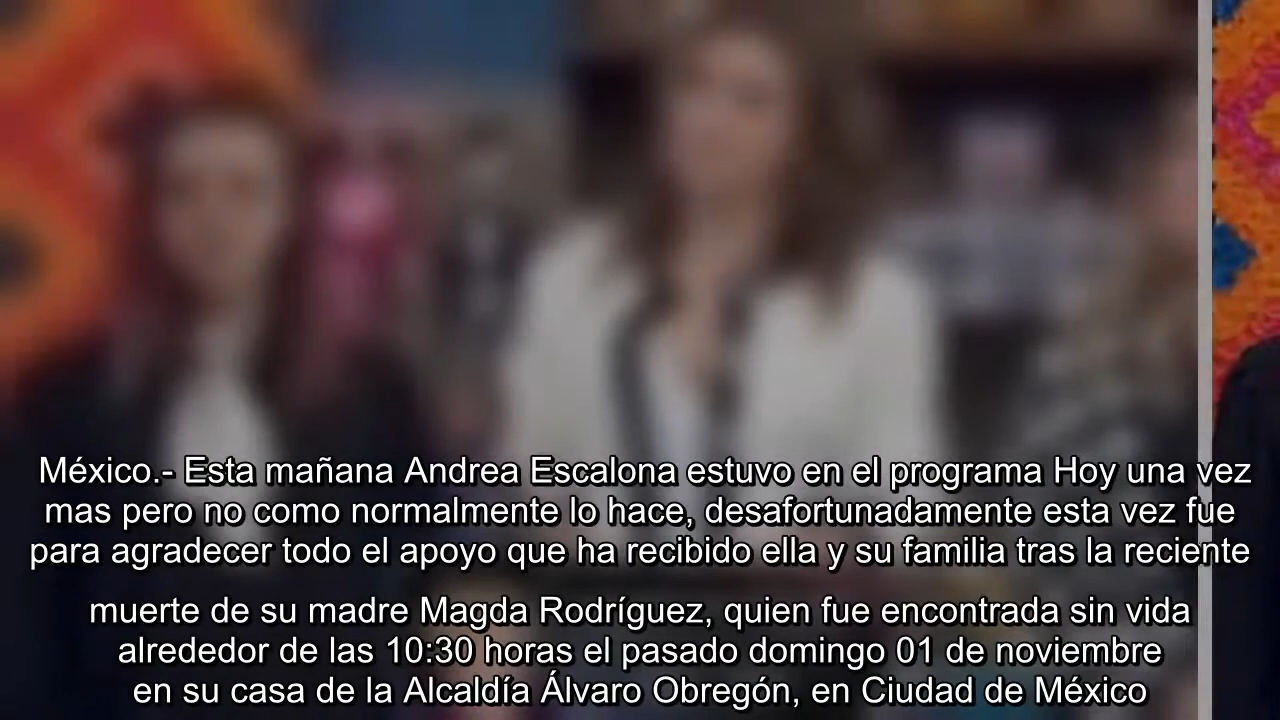 México.- Esta mañana Andrea Escalona estuvo en el programa Hoy una vez
mas pero no como normalmente lo hace, desafortunadamente esta vez fue
para agradecer todo el apoyo que ha recibido ella y su familia tras la reciente
muerte de su madre Magda Rodríguez, quien fue encontrada sin vida
alrededor de las 10:30 horas el pasado domingo 01 de noviembre
en su casa de la Alcaldía Álvaro Obregón, en Ciudad de México